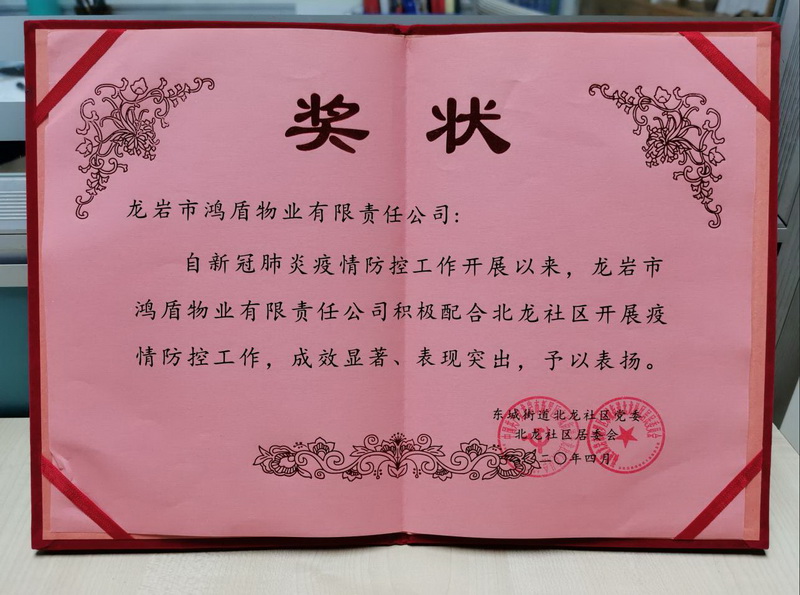 奖状
龙岩市鸿盾物业有限责任公司:
自新冠肺炎疫情防控工作开展以来，龙岩市
鸿盾物业有限责任公司积极配合北龙社区开展疫
情防控工作，成效显著、表现突出，予以表扬。
东城街道北龙社区党委
北龙社区居委会
二〇年四月